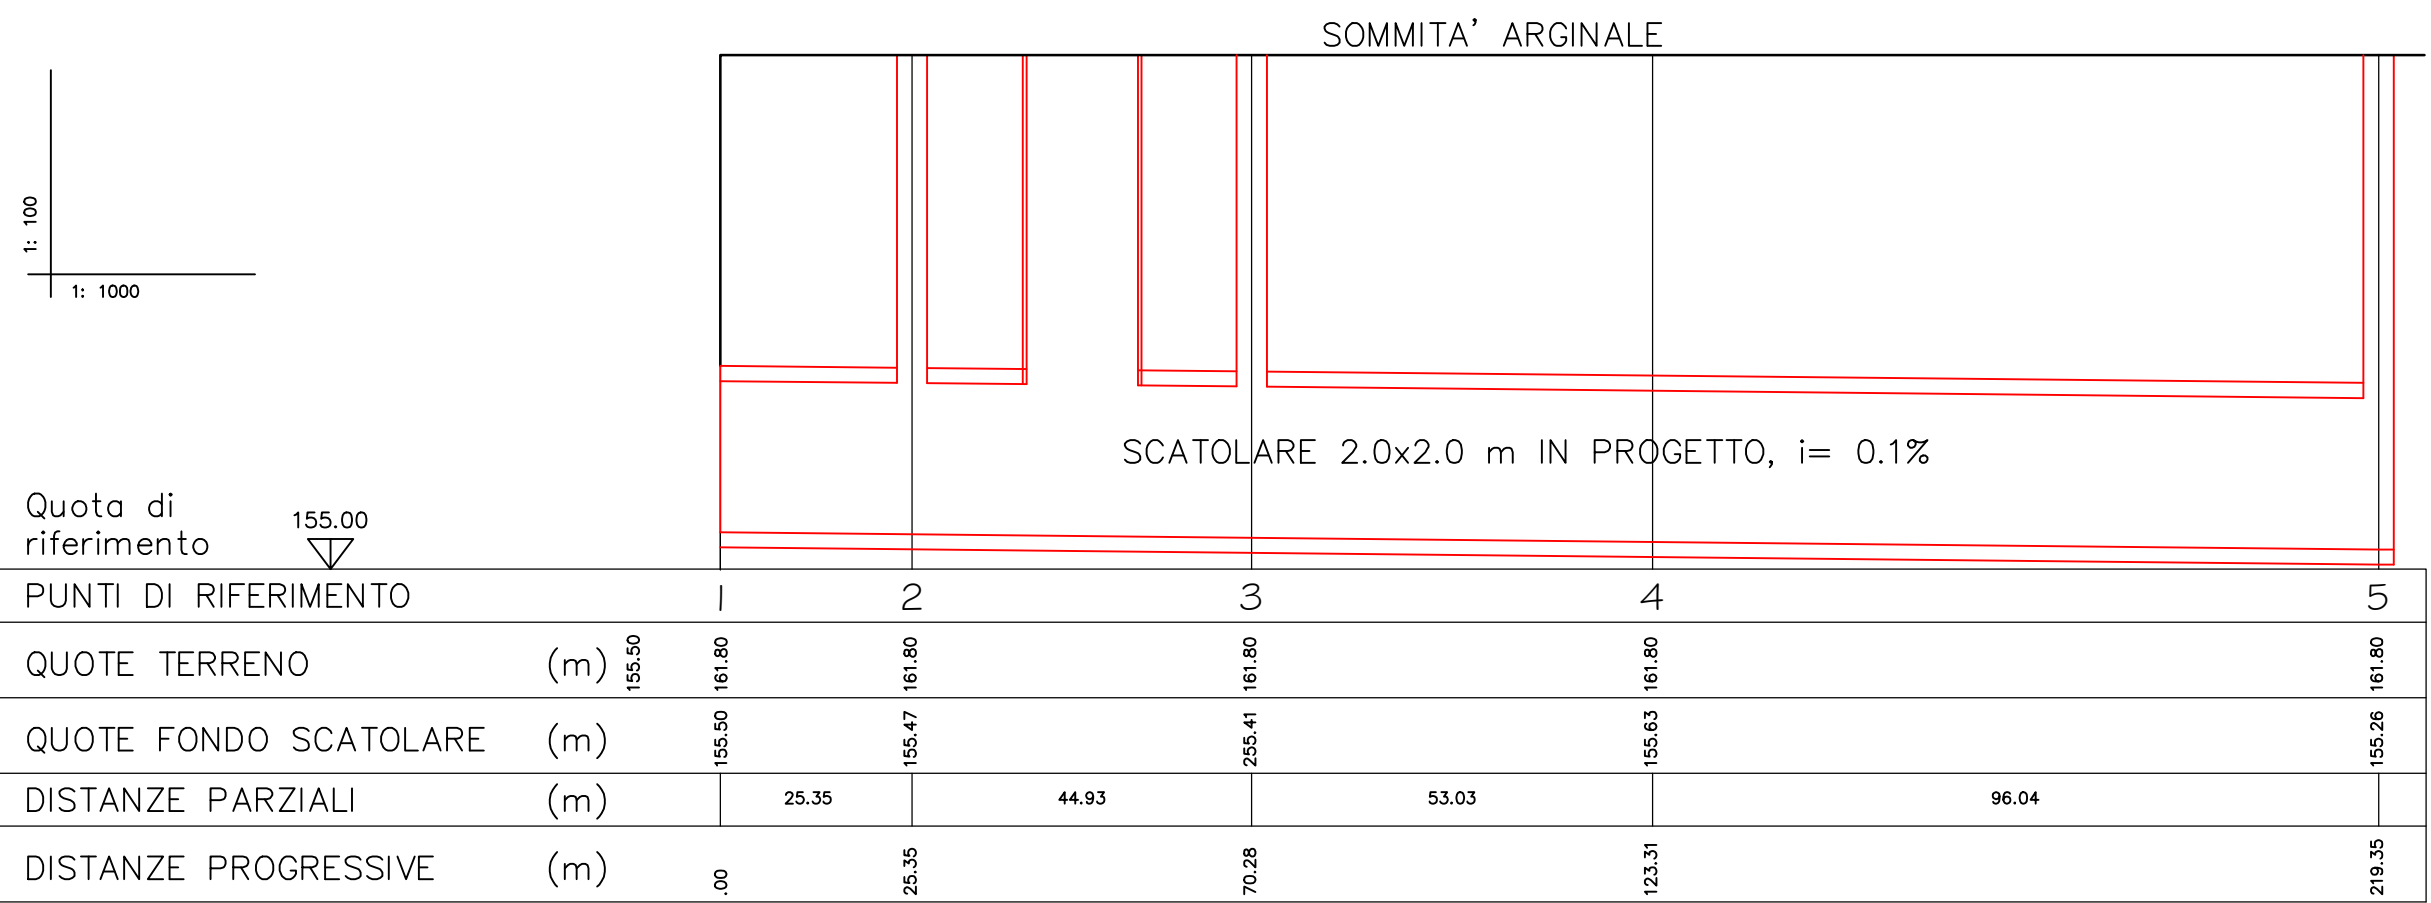 SOMMITA' ARGINALE
1: 100
1: 1000
SCATOLARE 2.0x2.0 m IN PROGETTO, i= 0.1%
Quota di
riferimento
155.00
PUNTI DI RIFERIMENTO 1 2 3 4 5
QUOTE TERRENO (m) 155.50 161.80 161.80 161.80 161.80 161.80
QUOTE FONDO SCATOLARE (m) 155.50 155.47 255.41 155.63 155.26
DISTANZE PARZIALI (m) 25.35 44.93 53.03 96.04
DISTANZE PROGRESSIVE (m) .00 25.35 70.28 123.31 219.35